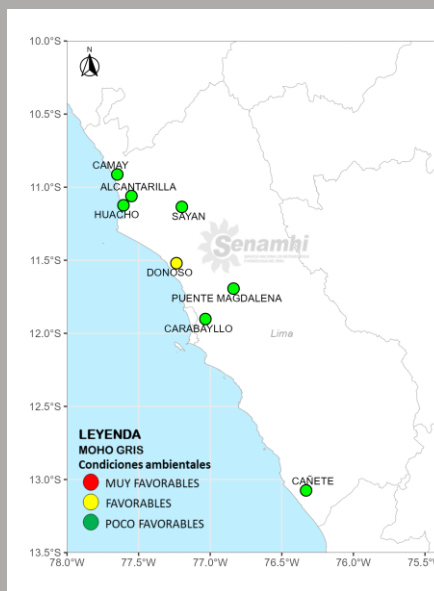 10.0°S
N
10.5°S
CAMAY
11.0°S
ALCANTARILLA
HUACHO
SAYAN
Senamhi
11.5°S
DONOSO
PUENTE MAGDALENA
12.0°S
CARABAYLLO
Lima
12.5°S
LEYENDA
MOHO GRIS
Condiciones ambientales
13.0°S
CAÑETE
MUY FAVORABLES
FAVORABLES
POCO FAVORABLES
13.5°S
78.0°W 77.5°W 77.0°W 76.5°W 76.0°W 75.5°W